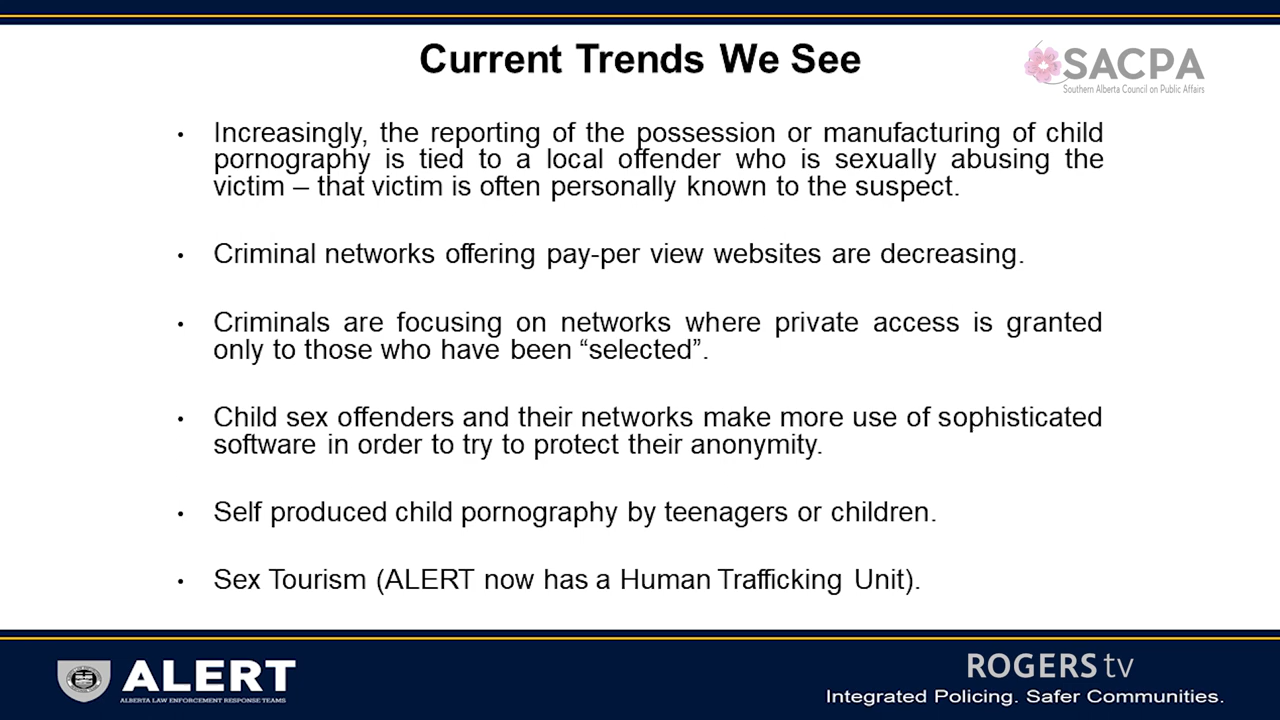 Current Trends We See
SACPA
Southern Alberta Council on Public Affairs
• Increasingly, the reporting of the possession or manufacturing of child
pornography is tied to a local offender who is sexually abusing the
victim – that victim is often personally known to the suspect.
• Criminal networks offering pay-per view websites are decreasing.
• Criminals are focusing on networks where private access is granted
only to those who have been “selected”.
• Child sex offenders and their networks make more use of sophisticated
software in order to try to protect their anonymity.
• Self produced child pornography by teenagers or children.
• Sex Tourism (ALERT now has a Human Trafficking Unit).
ALERT
ALBERTA LAW ENFORCEMENT RESPONSE TEAMS
ROGERS tv
Integrated Policing. Safer Communities.